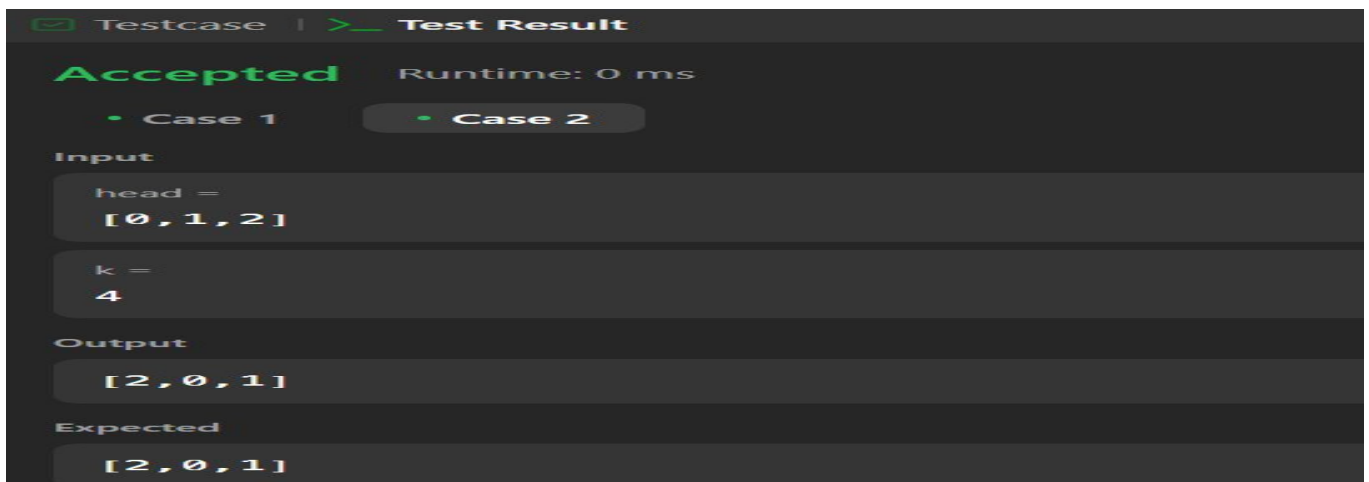 Testcase | >_ Test Result
Accepted Runtime: 0 ms
• Case 1 • Case 2
Input
head =
[0,1,2]
k =
4
Output
[2,0,1]
Expected
[2,0,1]